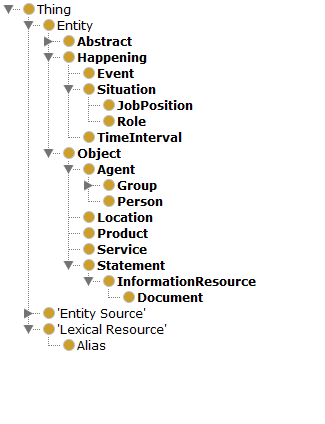 Thing
Entity
Abstract
Happening
Event
Situation
JobPosition
Role
TimeInterval
Object
Agent
Group
Person
Location
Product
Service
Statement
InformationResource
Document
'Entity Source'
'Lexical Resource'
Alias